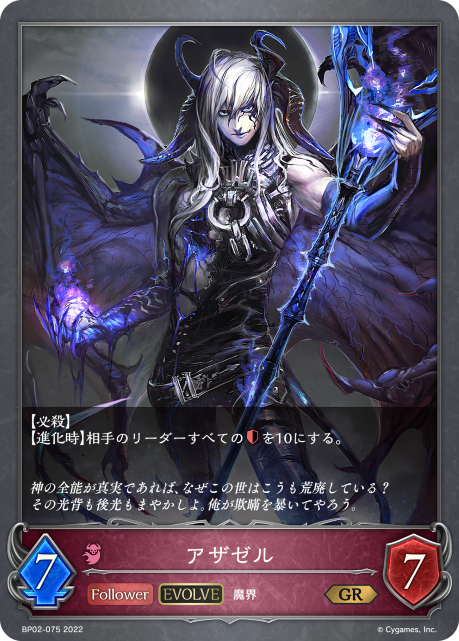 【必殺】
【進化時】相手のリーダーすべての を10にする。
神の全能が真実であれば、なぜこの世はこうも荒廃している？
その光背も後光もまやかしよ。俺が欺瞞を暴いてやろう。
アザゼル
7
Follower EVOLVE 魔界 GR
7
BP02-075 2022 © Cygames, Inc.